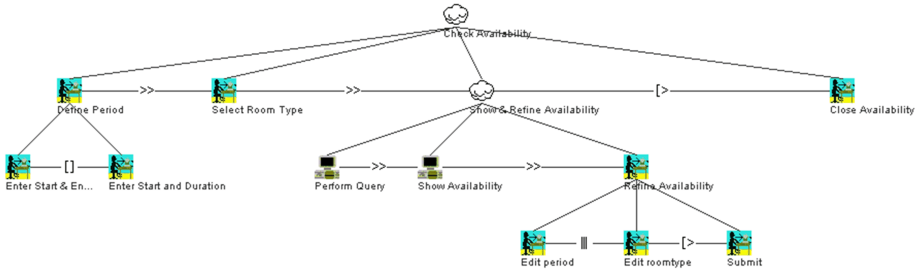 Check Availability
>> >> [>
Define Period Select Room Type Show & Refine Availability Close Availability
[] >> >>
Enter Start & En... Enter Start and Duration Perform Query Show Availability Refine Availability
||| [>
Edit period Edit roomtype Submit